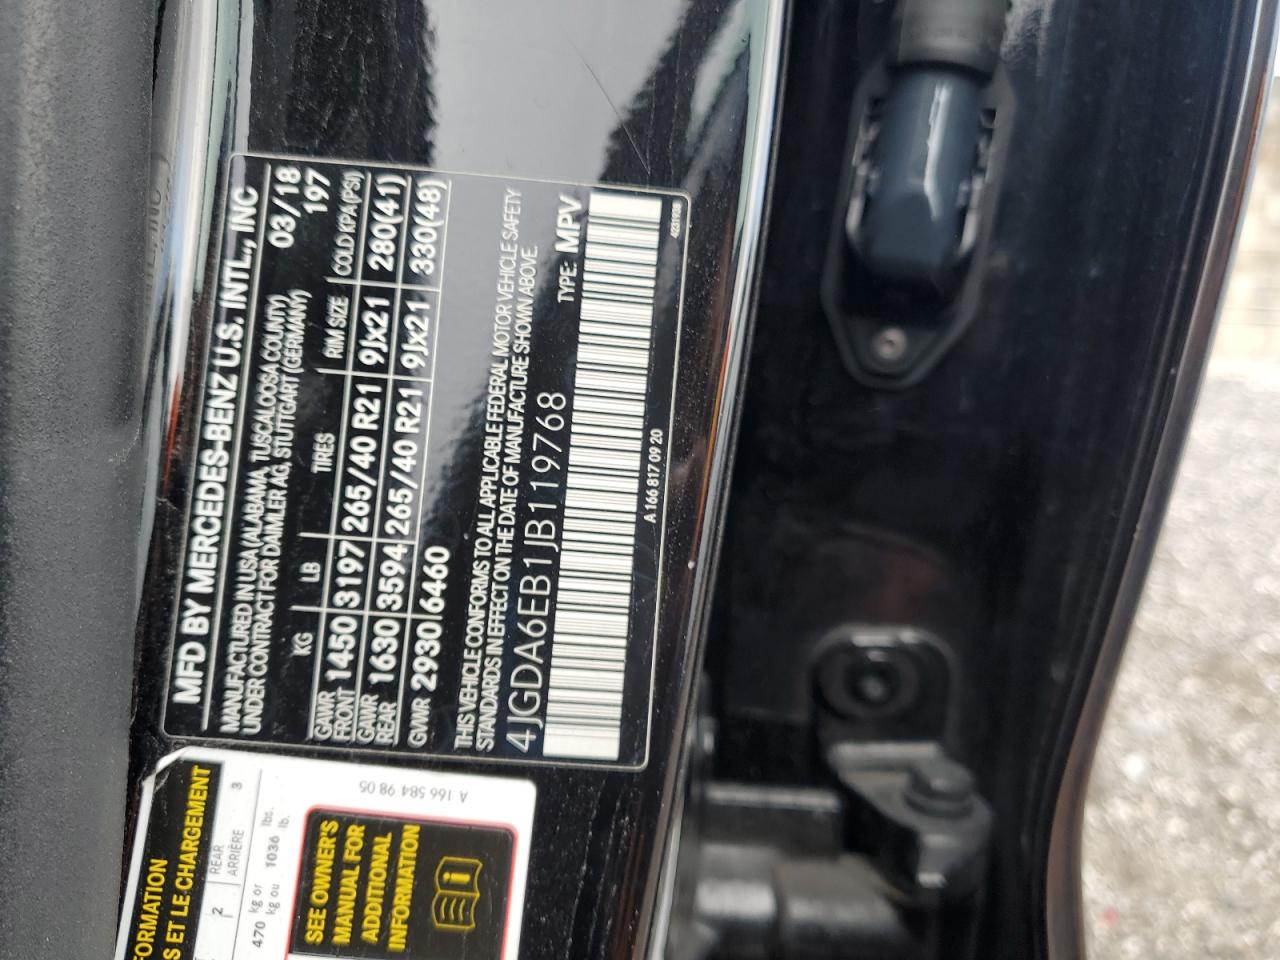 MFD BY MERCEDES-BENZ U.S. INTL., INC
MANUFACTURED IN USA (ALABAMA, TUSCALOOSA COUNTY) 03/18
UNDER CONTRACT FOR DAIMLER AG, STUTTGART (GERMANY) 197
KG LB TIRES RIM SIZE COLD KPA (PSI)
GAWR FRONT 1450 3197 265/40 R21 9Jx21 280(41)
GAWR REAR 1630 3594 265/40 R21 9Jx21 330(48)
GVWR 2930 6460
THIS VEHICLE CONFORMS TO ALL APPLICABLE FEDERAL MOTOR VEHICLE SAFETY
STANDARDS IN EFFECT ON THE DATE OF MANUFACTURE SHOWN ABOVE.
4JGDA6EB1JB119768 TYPE: MPV
A 166 817 09 20
A 166 584 98 05
ET LE CHARGEMENT
2 REAR ARRIÈRE 3
470 kg or 1036 lbs.
kg ou lb.
SEE OWNER'S
MANUAL FOR
ADDITIONAL
INFORMATION